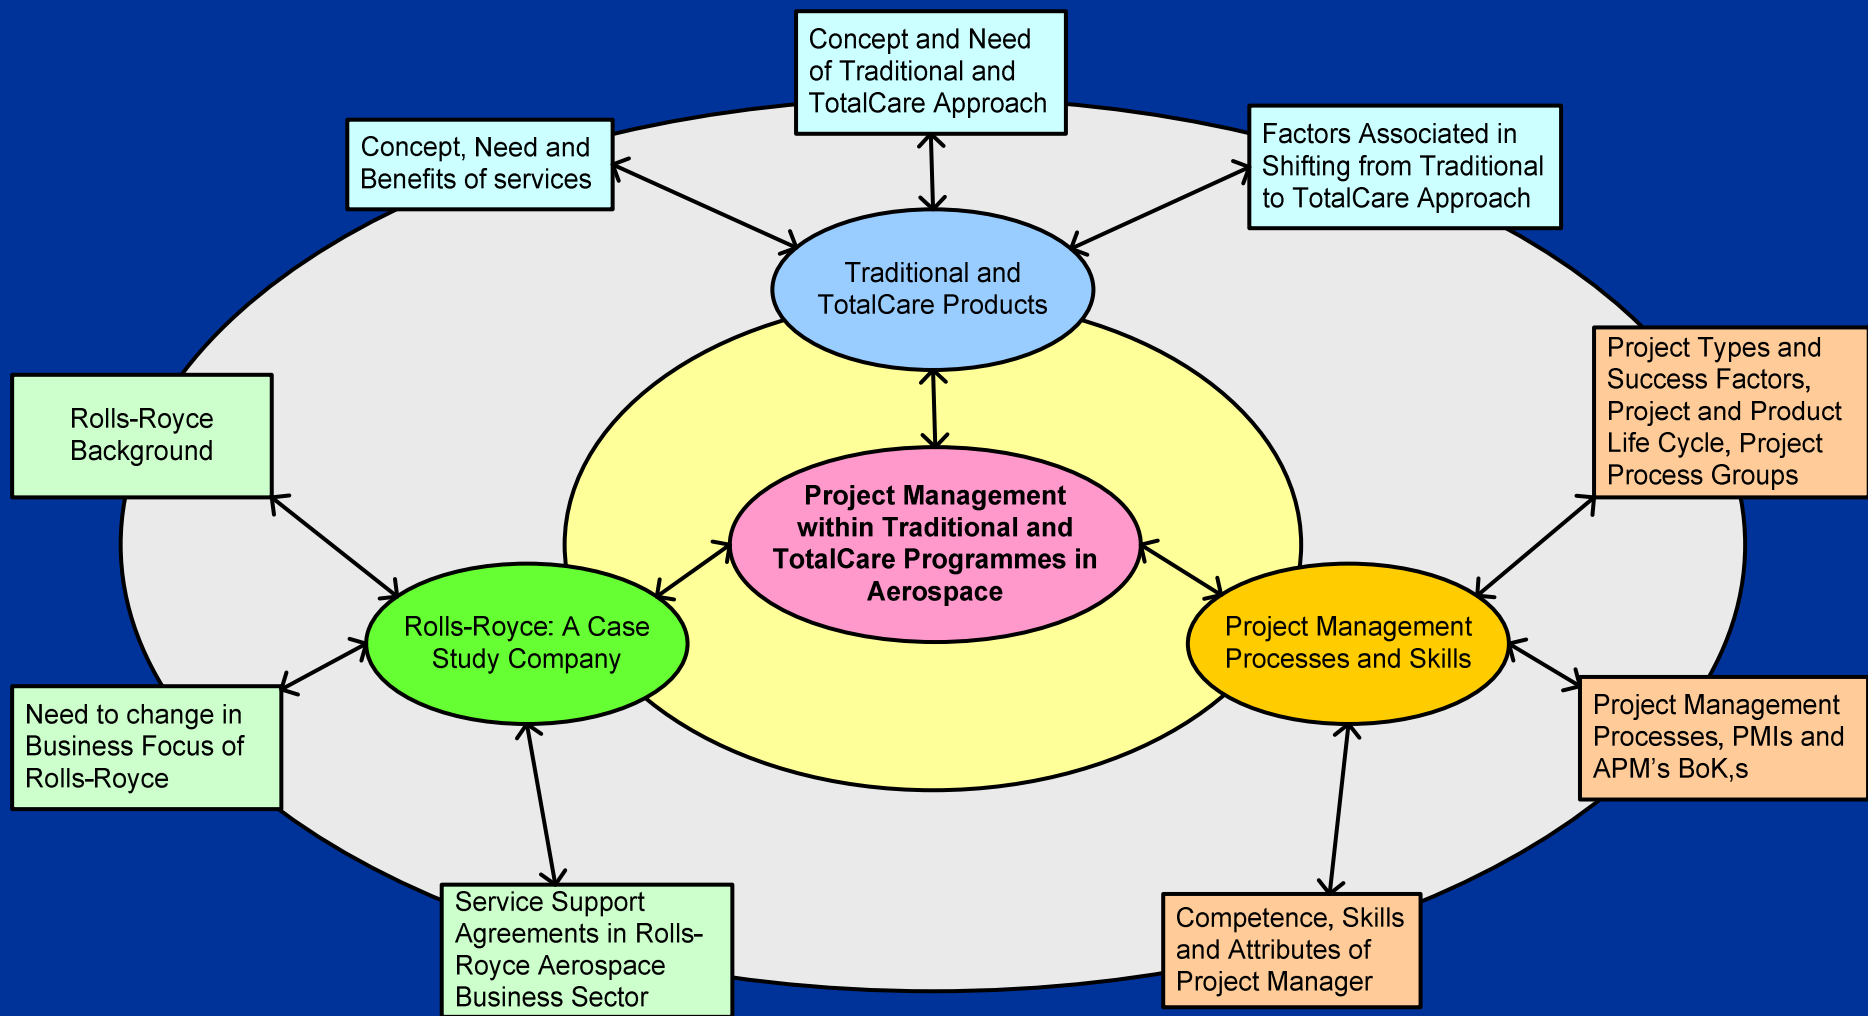 Concept and Need
of Traditional and
TotalCare Approach
Concept, Need and
Benefits of services
Factors Associated in
Shifting from Traditional
to TotalCare Approach
Traditional and
TotalCare Products
Project Types and
Success Factors,
Project and Product
Life Cycle, Project
Process Groups
Rolls-Royce
Background
Project Management
within Traditional and
TotalCare Programmes in
Aerospace
Rolls-Royce: A Case
Study Company
Project Management
Processes and Skills
Need to change in
Business Focus of
Rolls-Royce
Project Management
Processes, PMIs and
APM’s BoK,s
Service Support
Agreements in Rolls-
Royce Aerospace
Business Sector
Competence, Skills
and Attributes of
Project Manager